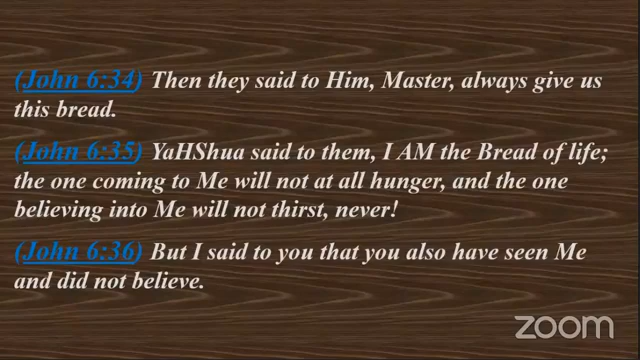 (John 6:34) Then they said to Him, Master, always give us
this bread.
(John 6:35) YaHShua said to them, I AM the Bread of life;
the one coming to Me will not at all hunger, and the one
believing into Me will not thirst, never!
(John 6:36) But I said to you that you also have seen Me
and did not believe.
zoom